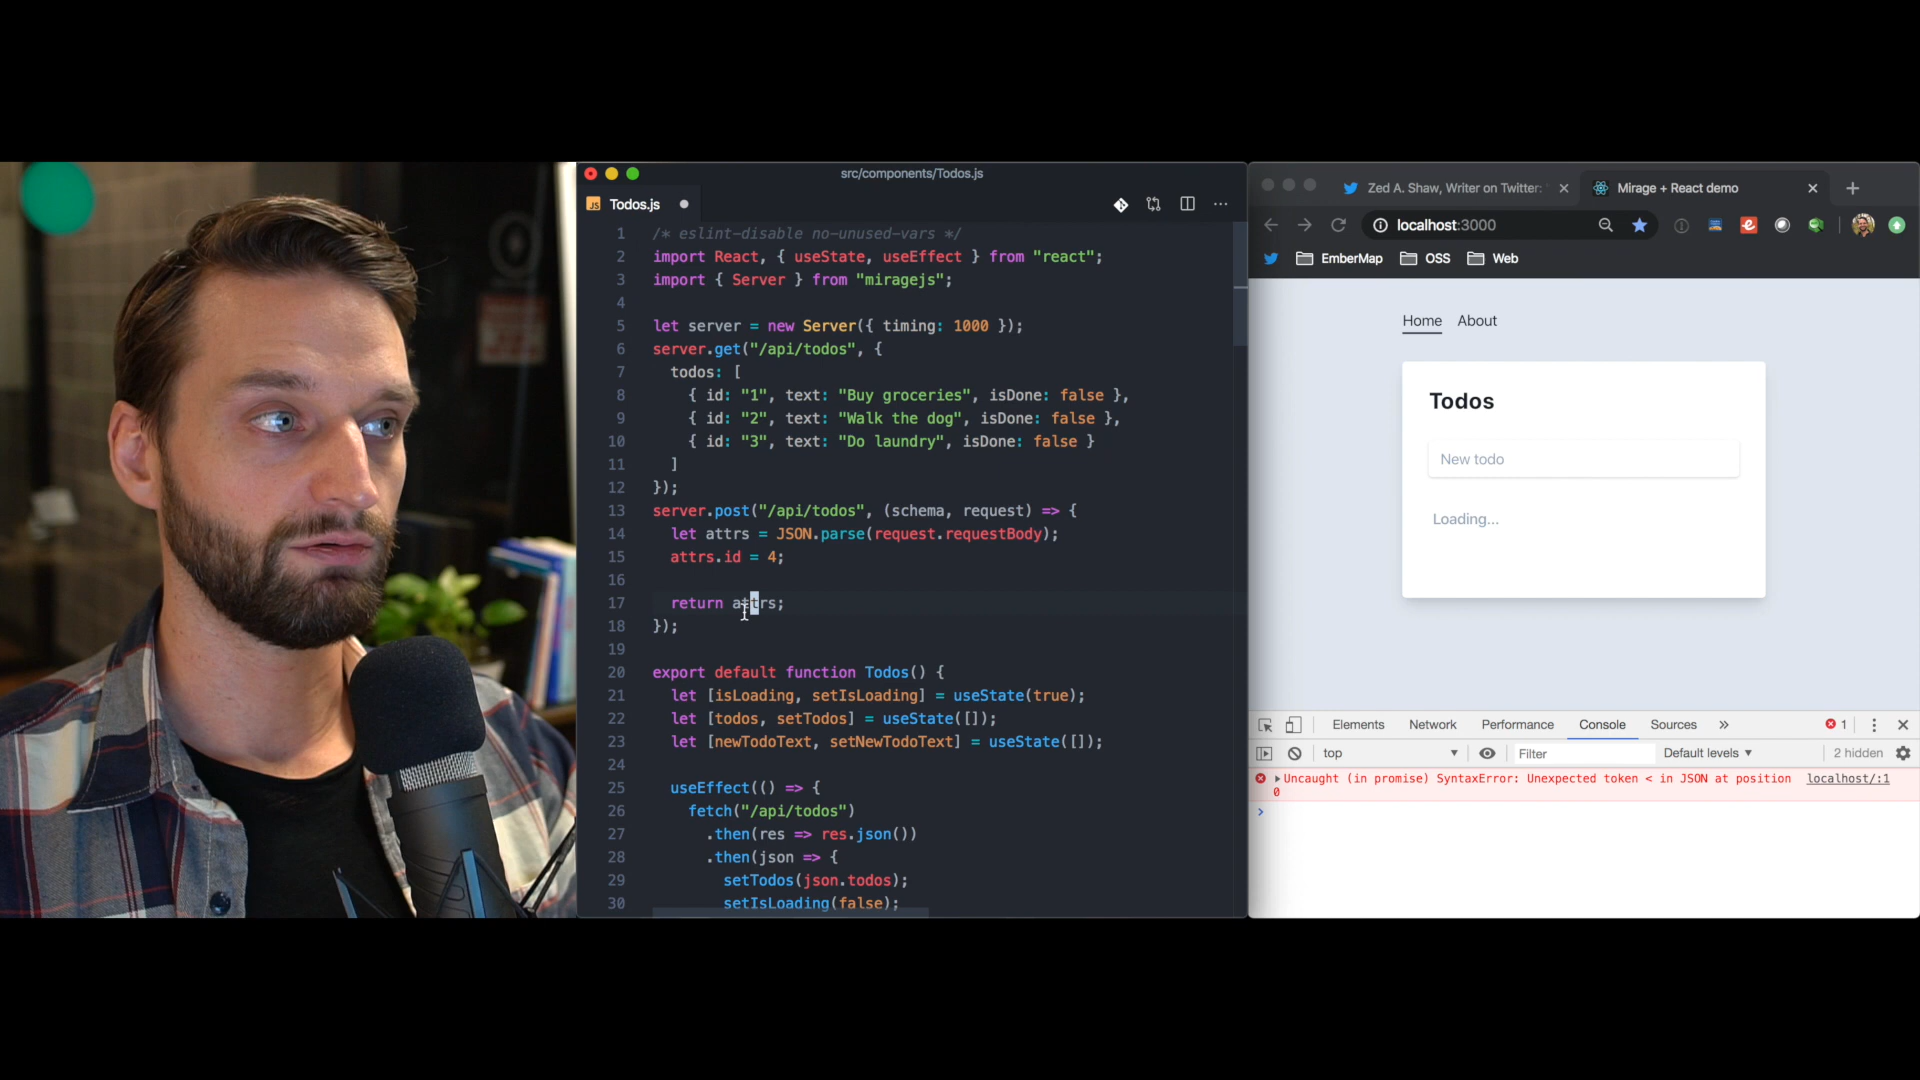 src/components/Todos.js
JS Todos.js
1 /* eslint-disable no-unused-vars */
2 import React, { useState, useEffect } from "react";
3 import { Server } from "miragejs";
4
5 let server = new Server({ timing: 1000 });
6 server.get("/api/todos", {
7 todos: [
8 { id: "1", text: "Buy groceries", isDone: false },
9 { id: "2", text: "Walk the dog", isDone: false },
10 { id: "3", text: "Do laundry", isDone: false }
11 ]
12 });
13 server.post("/api/todos", (schema, request) => {
14 let attrs = JSON.parse(request.requestBody);
15 attrs.id = 4;
16
17 return attrs;
18 });
19
20 export default function Todos() {
21 let [isLoading, setIsLoading] = useState(true);
22 let [todos, setTodos] = useState([]);
23 let [newTodoText, setNewTodoText] = useState([]);
24
25 useEffect(() => {
26 fetch("/api/todos")
27 .then(res => res.json())
28 .then(json => {
29 setTodos(json.todos);
30 setIsLoading(false);
Zed A. Shaw, Writer on Twitter: Mirage + React demo
localhost:3000
EmberMap OSS Web
Home About
Todos
New todo
Loading...
Elements Network Performance Console Sources » 1
top Filter Default levels 2 hidden
Uncaught (in promise) SyntaxError: Unexpected token < in JSON at position localhost/:1
0